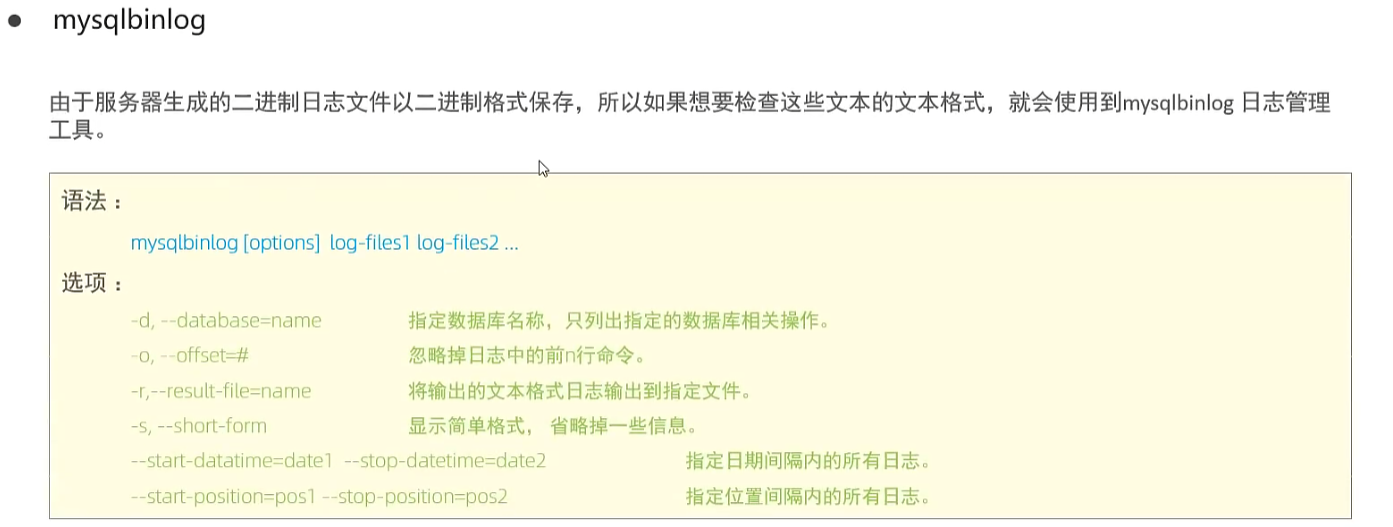 ● mysqlbinlog
由于服务器生成的二进制日志文件以二进制格式保存，所以如果想要检查这些文本的文本格式，就会使用到mysqlbinlog 日志管理
工具。
语法：
mysqlbinlog [options] log-files1 log-files2 ...
选项：
-d, --database=name 指定数据库名称，只列出指定的数据库相关操作。
-o, --offset=# 忽略掉日志中的前n行命令。
-r,--result-file=name 将输出的文本格式日志输出到指定文件。
-s, --short-form 显示简单格式， 省略掉一些信息。
--start-datatime=date1 --stop-datetime=date2 指定日期间隔内的所有日志。
--start-position=pos1 --stop-position=pos2 指定位置间隔内的所有日志。